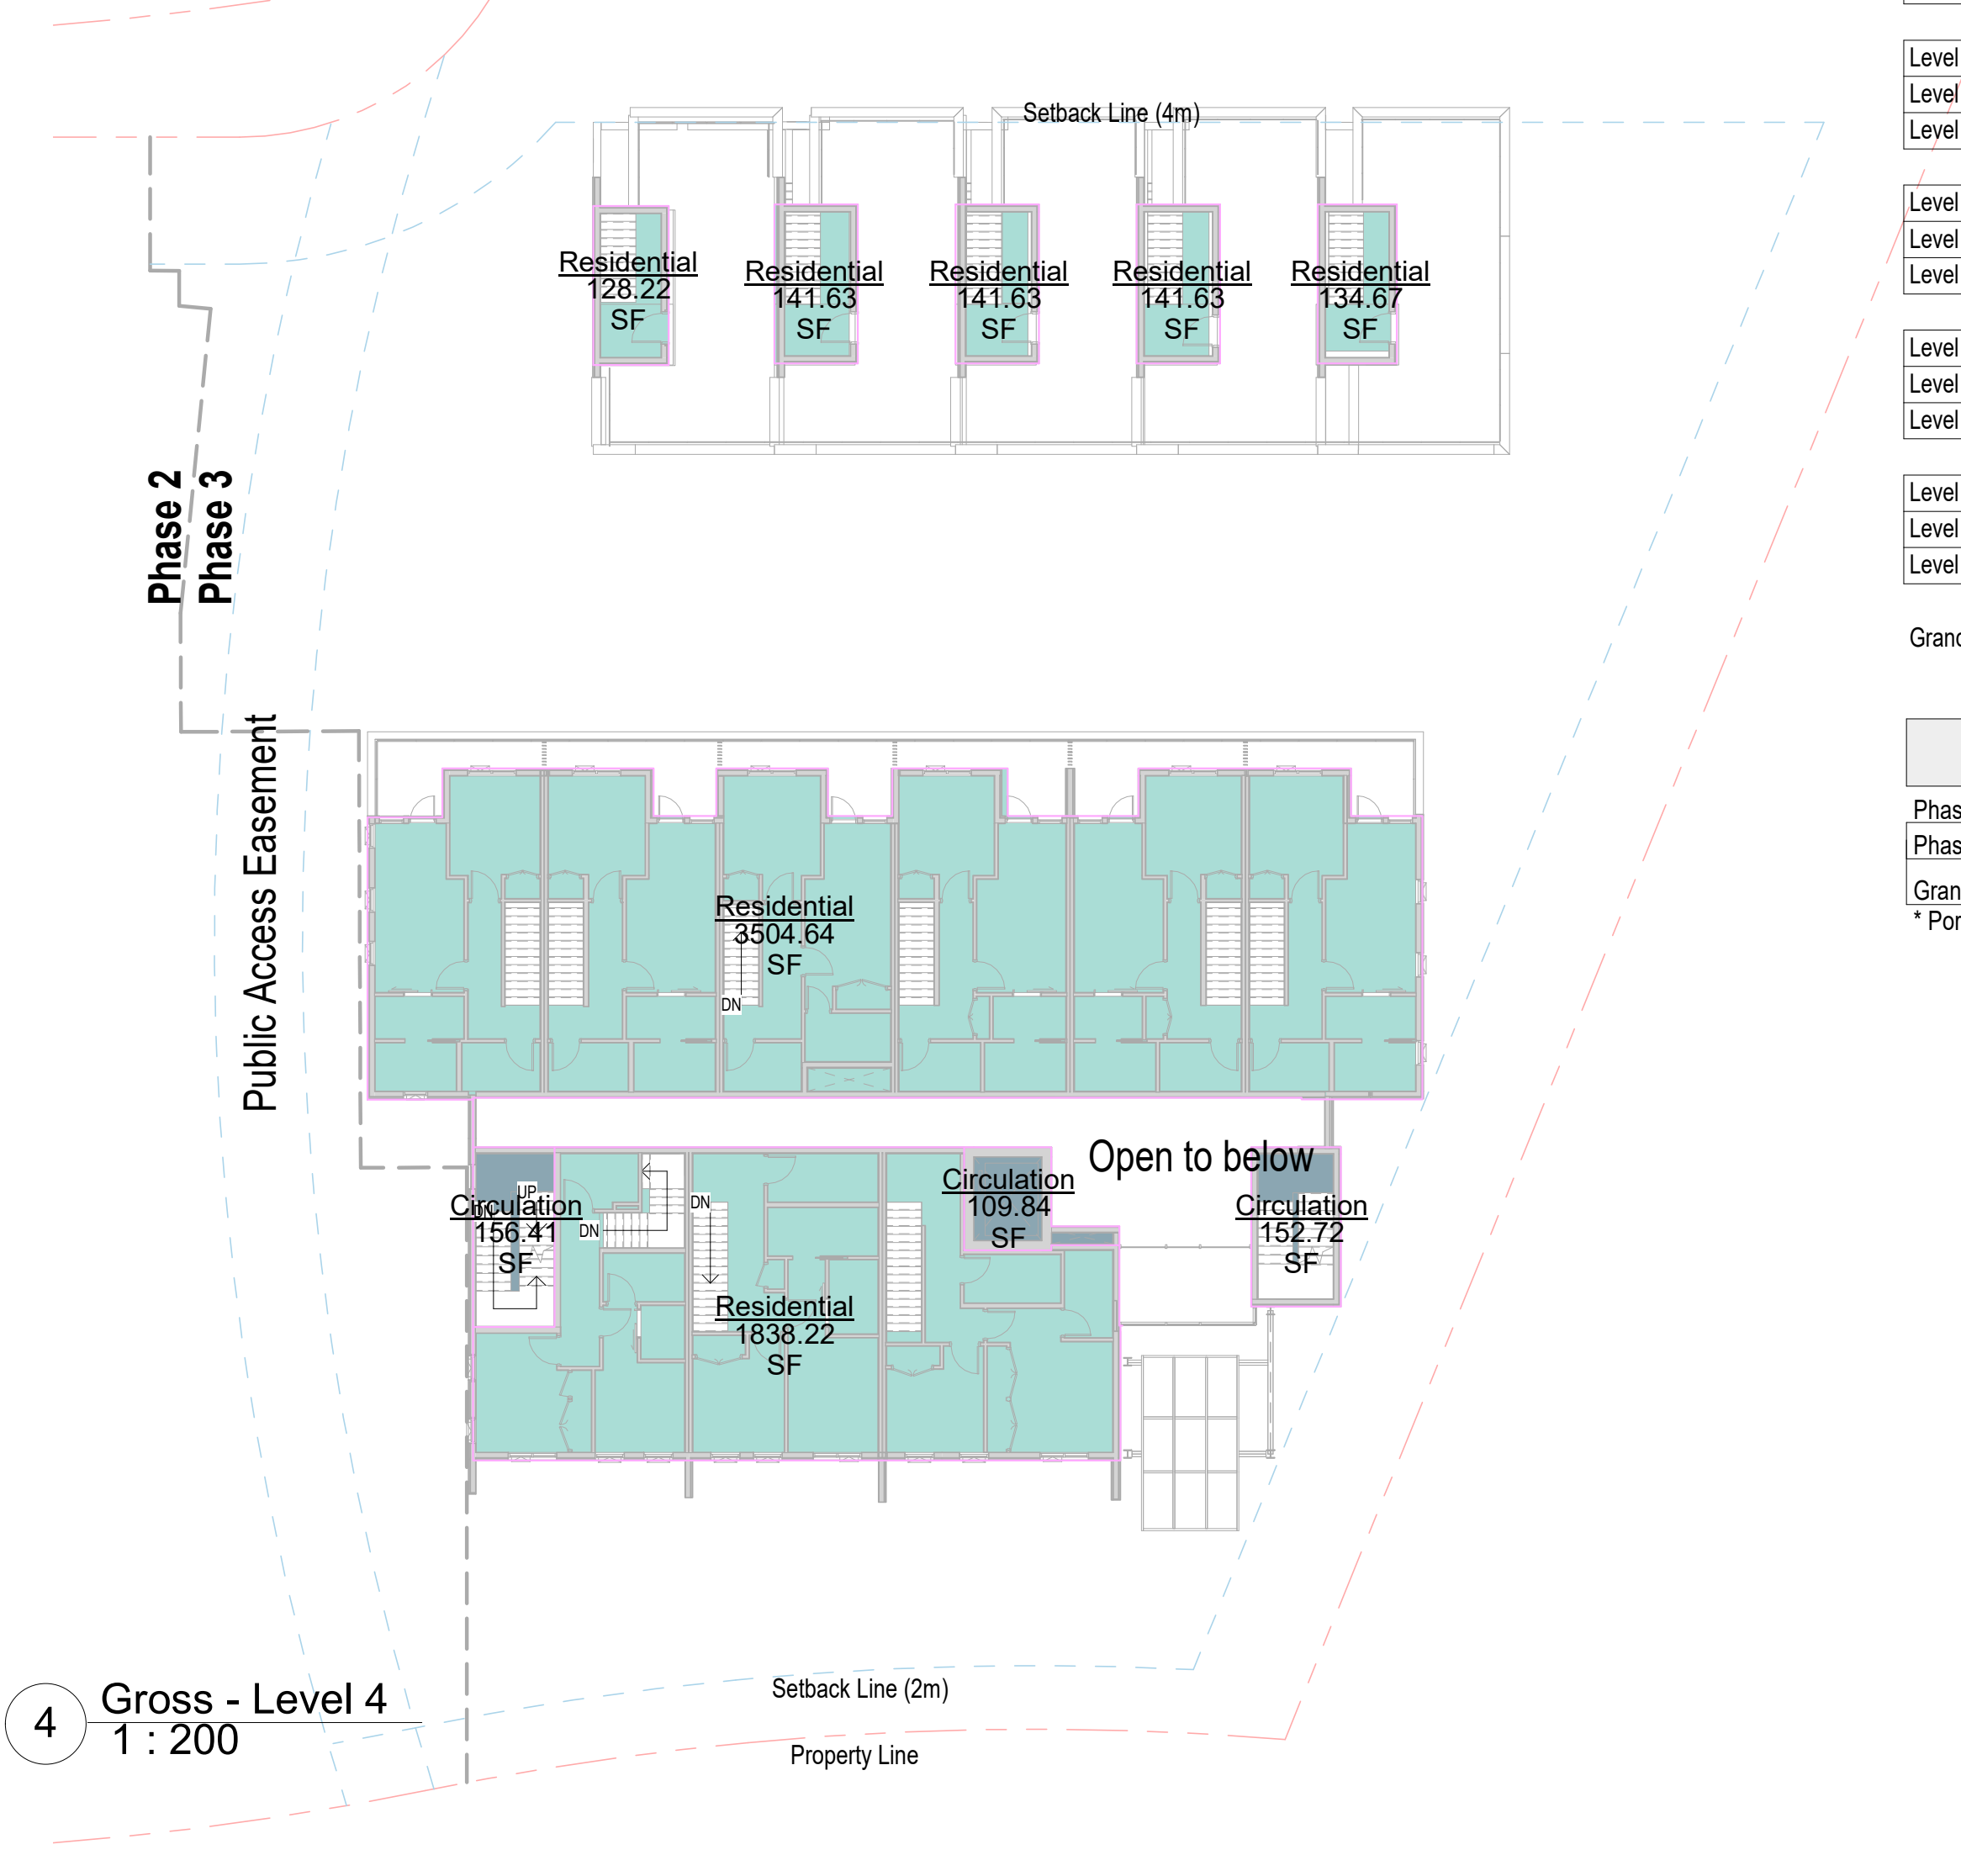 Setback Line (4m)
Level
Level
Level
Level
Level
Level
Level
Level
Level
Level
Level
Level
Residential
128.22
SF
Residential
141.63
SF
Residential
141.63
SF
Residential
141.63
SF
Residential
134.67
SF
Phase 2
Phase 3
Public Access Easement
Residential
3504.64
SF
DN
Open to below
UP
DN
Circulation
156.41
SF
DN
DN
Circulation
109.84
SF
Circulation
152.72
SF
Residential
1838.22
SF
Setback Line (2m)
Property Line
4
Gross - Level 4
1 : 200